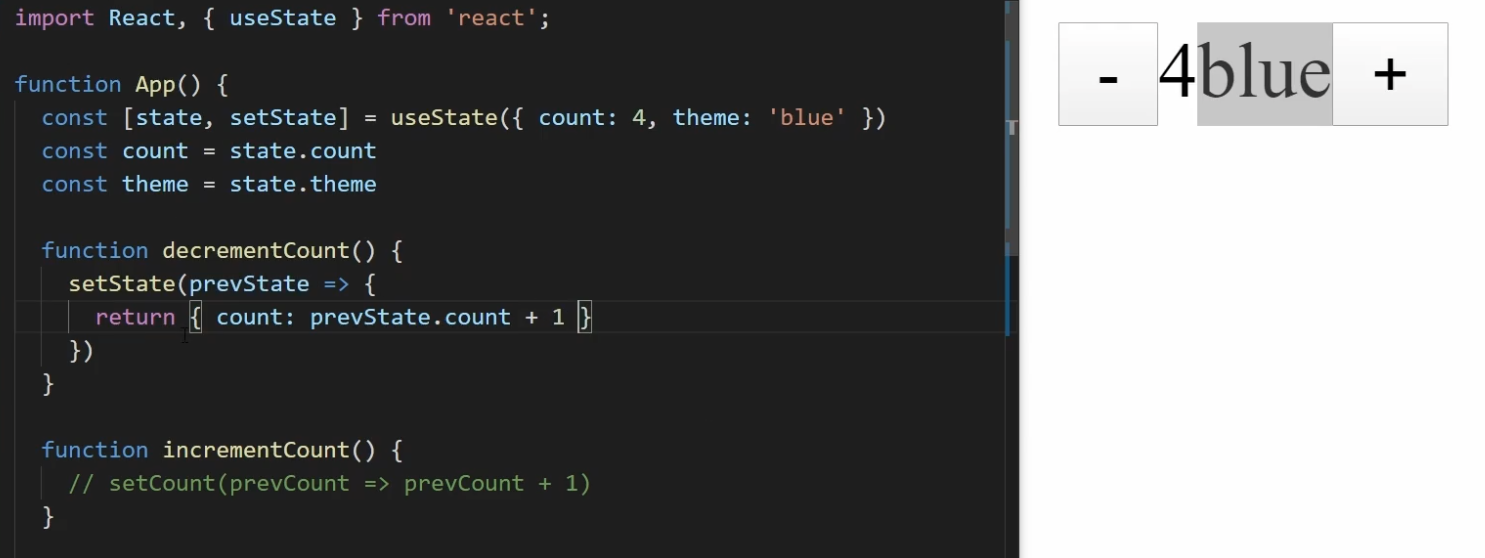 import React, { useState } from 'react';
function App() {
const [state, setState] = useState({ count: 4, theme: 'blue' })
const count = state.count
const theme = state.theme
function decrementCount() {
setState(prevState => {
return { count: prevState.count + 1 }
})
}
function incrementCount() {
// setCount(prevCount => prevCount + 1)
}
- 4blue +